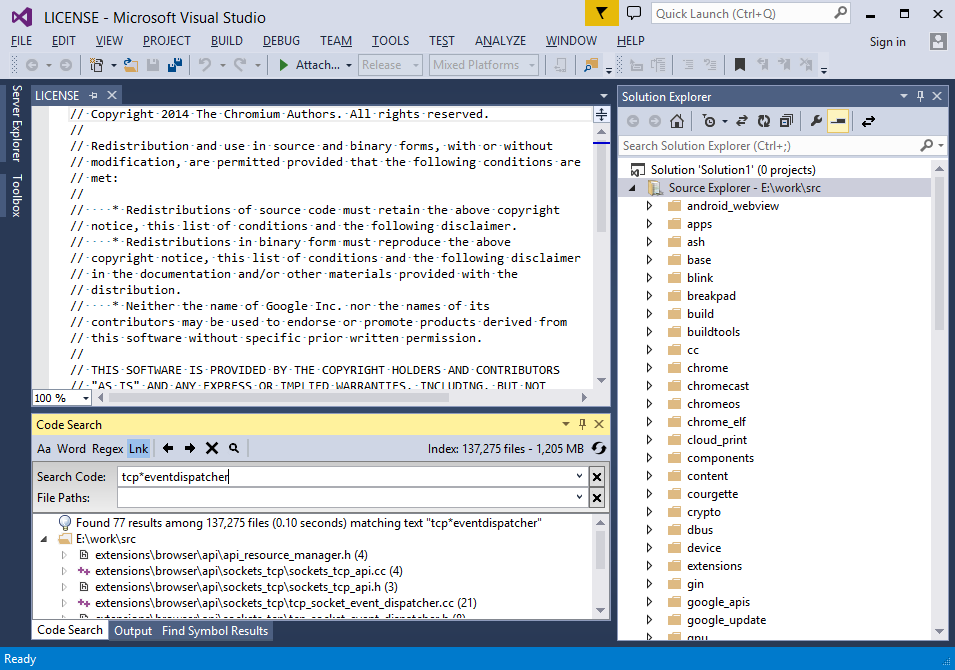 LICENSE - Microsoft Visual Studio
Quick Launch (Ctrl+Q)
FILE EDIT VIEW PROJECT BUILD DEBUG TEAM TOOLS TEST ANALYZE WINDOW HELP
Sign in
Attach... Release Mixed Platforms
Server Explorer
Toolbox
LICENSE
// Copyright 2014 The Chromium Authors. All rights reserved.
//
// Redistribution and use in source and binary forms, with or without
// modification, are permitted provided that the following conditions are
// met:
//
//    * Redistributions of source code must retain the above copyright
// notice, this list of conditions and the following disclaimer.
//    * Redistributions in binary form must reproduce the above
// copyright notice, this list of conditions and the following disclaimer
// in the documentation and/or other materials provided with the
// distribution.
//    * Neither the name of Google Inc. nor the names of its
// contributors may be used to endorse or promote products derived from
// this software without specific prior written permission.
//
// THIS SOFTWARE IS PROVIDED BY THE COPYRIGHT HOLDERS AND CONTRIBUTORS
// "AS IS" AND ANY EXPRESS OR IMPLIED WARRANTIES, INCLUDING, BUT NOT
100 %
Code Search
Aa Word Regex Lnk
Index: 137,275 files - 1,205 MB
Search Code: tcp*eventdispatcher
File Paths:
Found 77 results among 137,275 files (0.10 seconds) matching text "tcp*eventdispatcher"
E:\work\src
extensions\browser\api\api_resource_manager.h (4)
extensions\browser\api\sockets_tcp\sockets_tcp_api.cc (4)
extensions\browser\api\sockets_tcp\sockets_tcp_api.h (3)
extensions\browser\api\sockets_tcp\tcp_socket_event_dispatcher.cc (21)
extensions\browser\api\sockets_tcp\tcp_socket_event_dispatcher.h (8)
Code Search Output Find Symbol Results
Solution Explorer
Search Solution Explorer (Ctrl+;)
Solution 'Solution1' (0 projects)
Source Explorer - E:\work\src
android_webview
apps
ash
base
blink
breakpad
build
buildtools
cc
chrome
chromecast
chromeos
chrome_elf
cloud_print
components
content
courgette
crypto
dbus
device
extensions
gin
google_apis
google_update
gpu
Ready